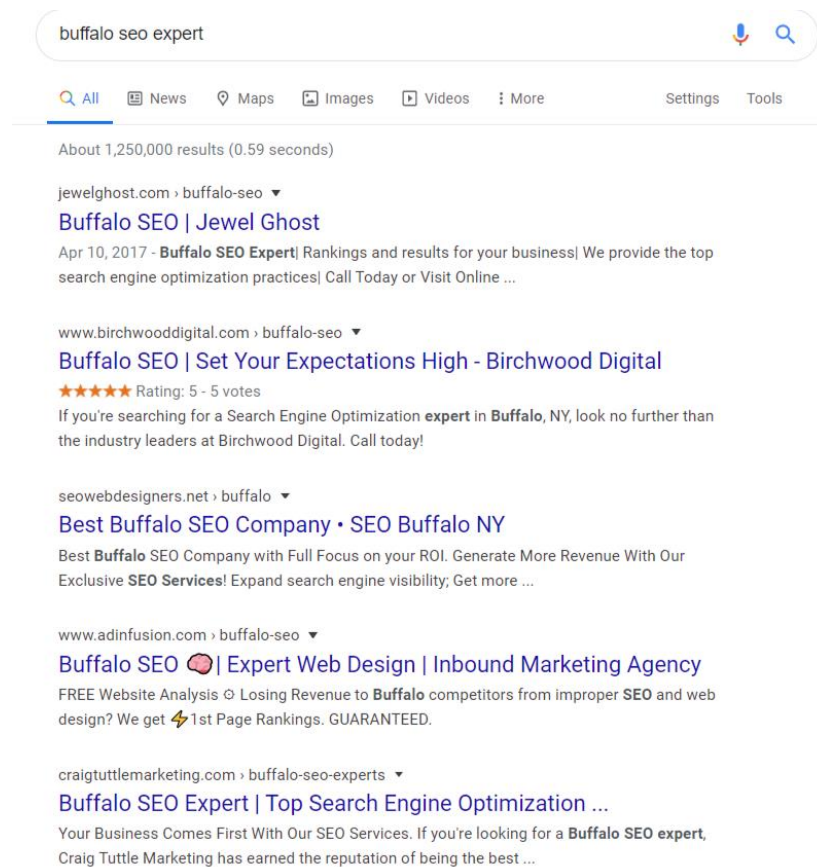 buffalo seo expert
All News Maps Images Videos More Settings Tools
About 1,250,000 results (0.59 seconds)
jewelghost.com › buffalo-seo ▼
Buffalo SEO | Jewel Ghost
Apr 10, 2017 - Buffalo SEO Expert| Rankings and results for your business| We provide the top
search engine optimization practices| Call Today or Visit Online ...
www.birchwooddigital.com › buffalo-seo ▼
Buffalo SEO | Set Your Expectations High - Birchwood Digital
★★★★★ Rating: 5 - 5 votes
If you're searching for a Search Engine Optimization expert in Buffalo, NY, look no further than
the industry leaders at Birchwood Digital. Call today!
seowebdesigners.net › buffalo ▼
Best Buffalo SEO Company • SEO Buffalo NY
Best Buffalo SEO Company with Full Focus on your ROI. Generate More Revenue With Our
Exclusive SEO Services! Expand search engine visibility; Get more ...
www.adinfusion.com › buffalo-seo ▼
Buffalo SEO 🧠| Expert Web Design | Inbound Marketing Agency
FREE Website Analysis ⚙ Losing Revenue to Buffalo competitors from improper SEO and web
design? We get ⚡1st Page Rankings. GUARANTEED.
craigtuttlemarketing.com › buffalo-seo-experts ▼
Buffalo SEO Expert | Top Search Engine Optimization ...
Your Business Comes First With Our SEO Services. If you're looking for a Buffalo SEO expert,
Craig Tuttle Marketing has earned the reputation of being the best ...